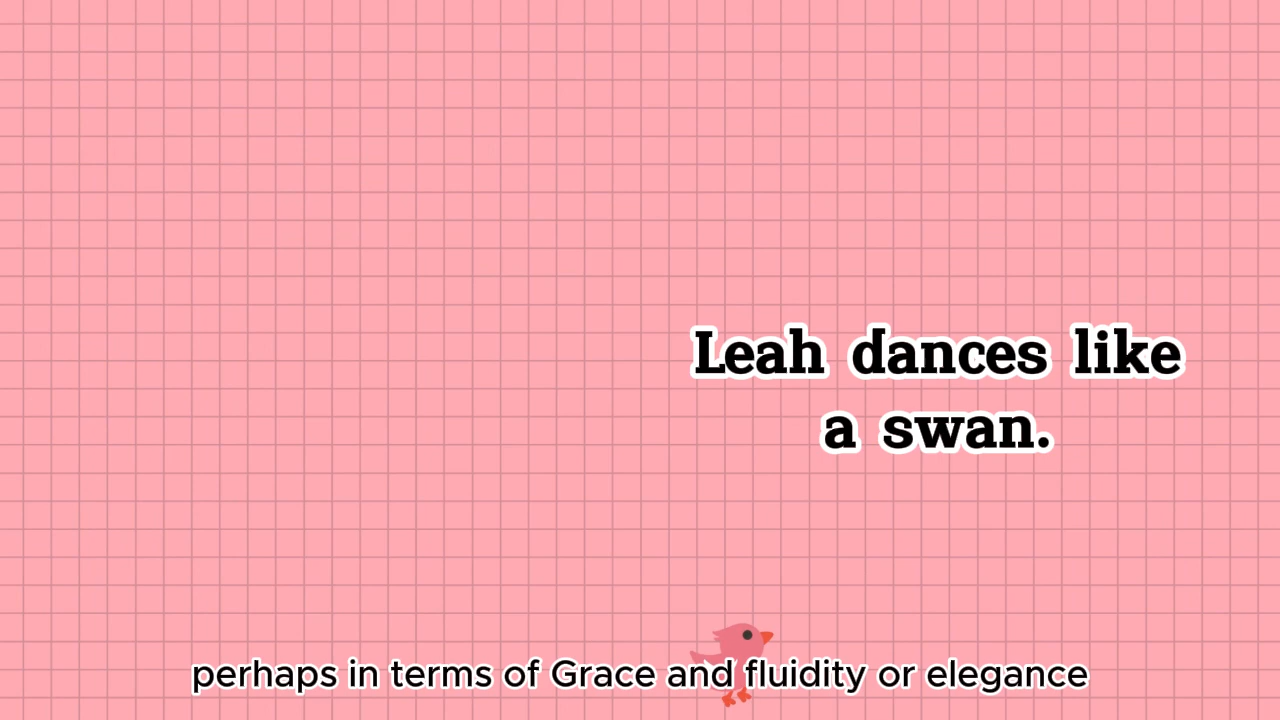 Leah dances like
a swan.
perhaps in terms of Grace and fluidity or elegance